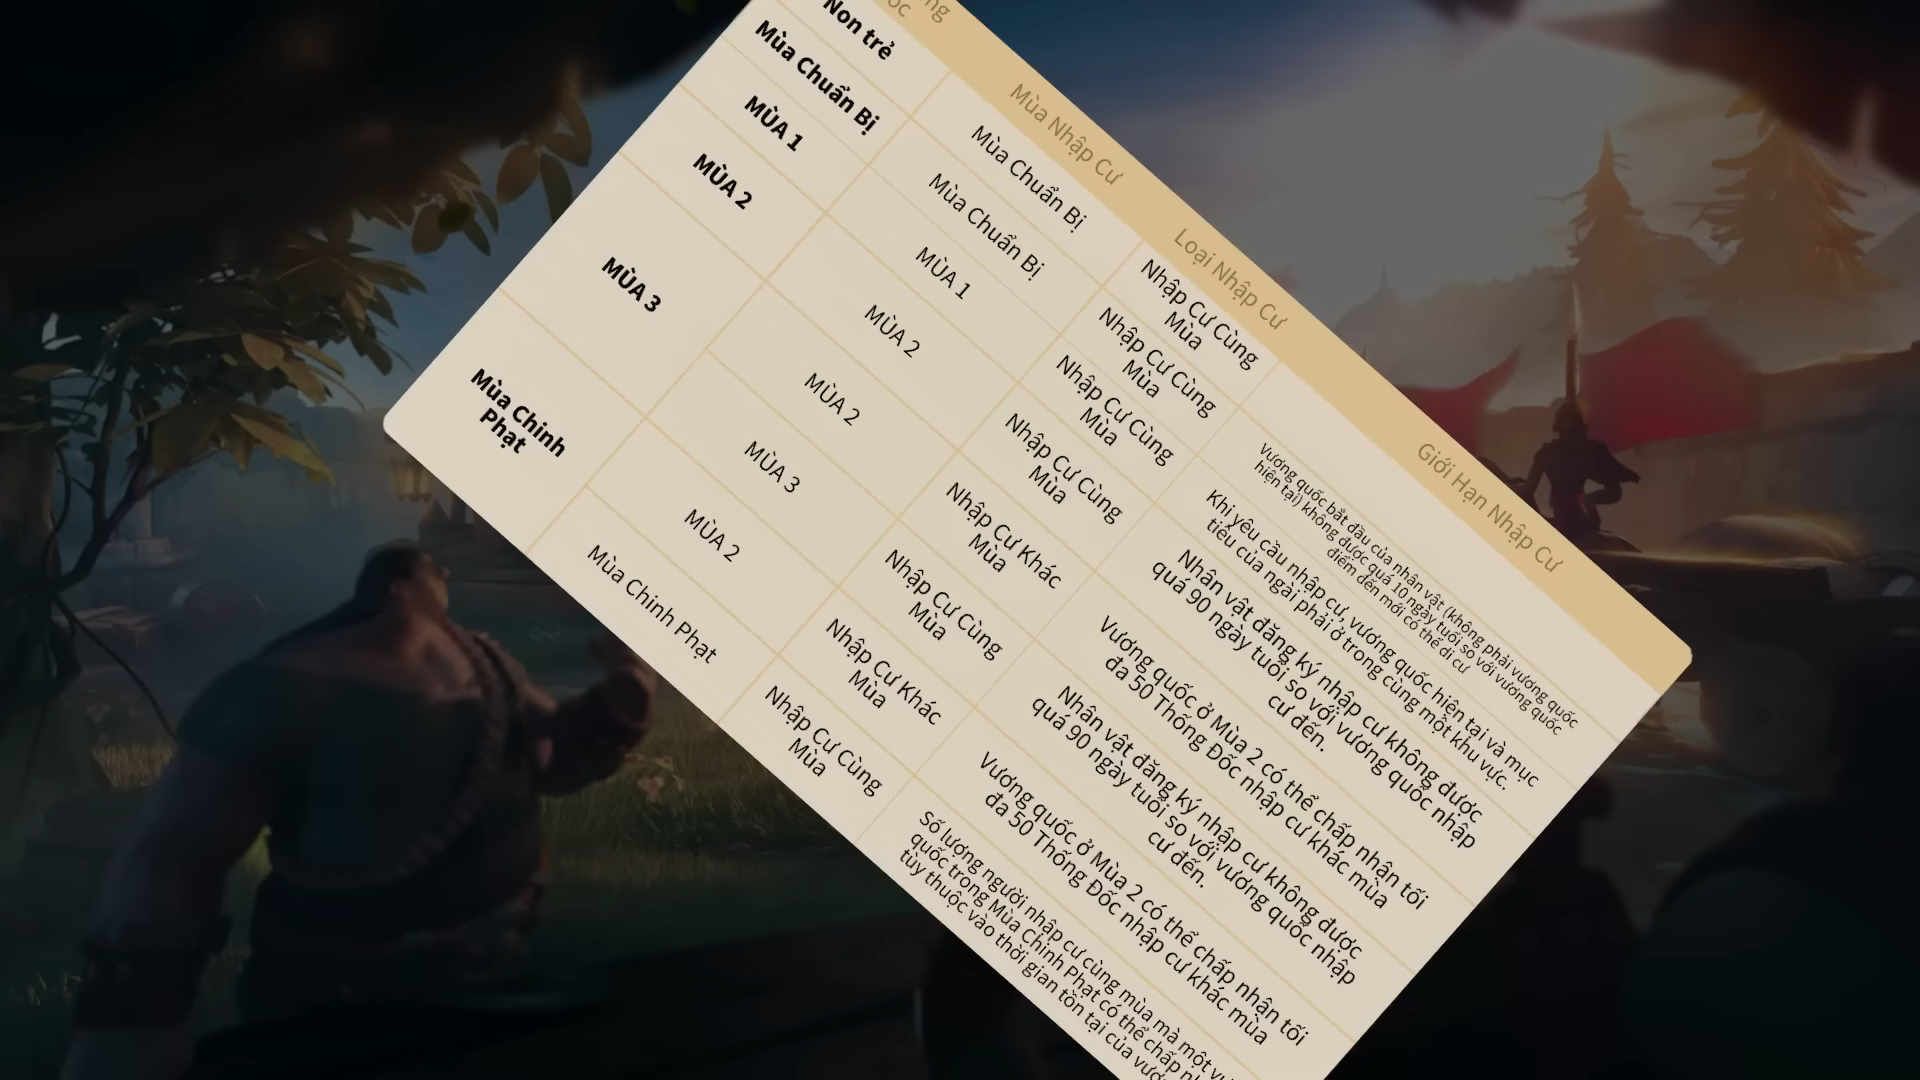 Mùa Nhập Cư
Loại Nhập Cư
Giới Hạn Nhập Cư
Non trẻ
Mùa Chuẩn Bị
Nhập Cư Cùng
Mùa
Vương quốc bắt đầu của nhân vật (không phải vương quốc
hiện tại) không được quá 10 ngày tuổi so với vương quốc
điểm đến mới có thể di cư
Mùa Chuẩn Bị
Mùa Chuẩn Bị
Nhập Cư Cùng
Mùa
Khi yêu cầu nhập cư, vương quốc hiện tại và mục
tiêu của ngài phải ở trong cùng một khu vực.
MÙA 1
MÙA 1
Nhập Cư Cùng
Mùa
MÙA 2
MÙA 2
Nhập Cư Cùng
Mùa
Nhân vật đăng ký nhập cư không được
quá 90 ngày tuổi so với vương quốc nhập
cư đến.
MÙA 3
MÙA 2
Nhập Cư Khác
Mùa
Vương quốc ở Mùa 2 có thể chấp nhận tối
đa 50 Thống Đốc nhập cư khác mùa
MÙA 3
Nhập Cư Cùng
Mùa
Nhân vật đăng ký nhập cư không được
quá 90 ngày tuổi so với vương quốc nhập
cư đến.
Mùa Chinh
Phạt
MÙA 2
Nhập Cư Khác
Mùa
Vương quốc ở Mùa 2 có thể chấp nhận tối
đa 50 Thống Đốc nhập cư khác mùa
Mùa Chinh Phạt
Nhập Cư Cùng
Mùa
Số lượng người nhập cư cùng mùa mà một
quốc trong Mùa Chinh Phạt có thể chấp
tùy thuộc vào thời gian tồn tại của